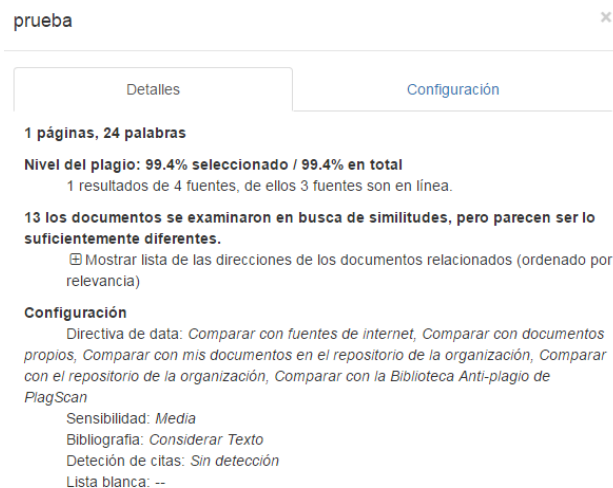 prueba ×
Detalles Configuración
1 páginas, 24 palabras
Nivel del plagio: 99.4% seleccionado / 99.4% en total
1 resultados de 4 fuentes, de ellos 3 fuentes son en línea.
13 los documentos se examinaron en busca de similitudes, pero parecen ser lo
suficientemente diferentes.
Mostrar lista de las direcciones de los documentos relacionados (ordenado por
relevancia)
Configuración
Directiva de data: Comparar con fuentes de internet, Comparar con documentos
propios, Comparar con mis documentos en el repositorio de la organización, Comparar
con el repositorio de la organización, Comparar con la Biblioteca Anti-plagio de
PlagScan
Sensibilidad: Media
Bibliografia: Considerar Texto
Deteción de citas: Sin detección
Lista blanca: --